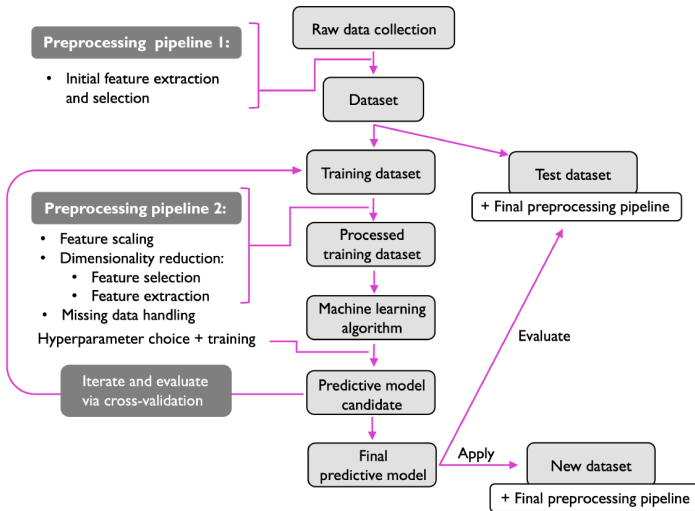 Raw data collection
Preprocessing pipeline 1:
• Initial feature extraction
and selection
Dataset
Training dataset
Test dataset
+ Final preprocessing pipeline
Preprocessing pipeline 2:
• Feature scaling
• Dimensionality reduction:
• Feature selection
• Feature extraction
• Missing data handling
Processed
training dataset
Machine learning
algorithm
Hyperparameter choice + training
Evaluate
Iterate and evaluate
via cross-validation
Predictive model
candidate
Final
predictive model
Apply
New dataset
+ Final preprocessing pipeline